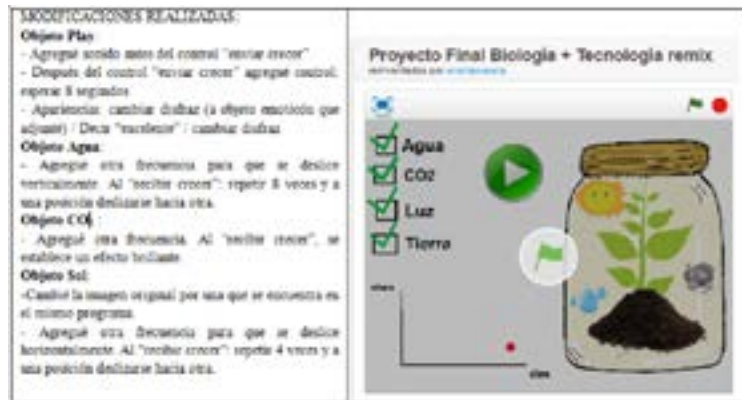 MODIFICACIONES REALIZADAS:
Objeto Play:
- Agregué sonido antes del control "enviar crecer"
- Después del control "enviar crecer" agregué control:
esperar 8 segundos
- Apariencias: cambiar disfraz (a objeto emoticón que
adjunté) / Decir "excelente" / cambiar disfraz
Objeto Agua:
- Agregué otra frecuencia para que se deslice
verticalmente. Al "recibir crecer": repetir 8 veces y a
una posición deslizarse hacia otra.
Objeto CO2:
- Agregué otra frecuencia. Al "recibir crecer", se
establece un efecto brillante.
Objeto Sol:
-Cambié la imagen original por una que se encuentra en
el mismo programa.
- Agregué otra frecuencia para que se deslice
horizontalmente. Al "recibir crecer": repetir 4 veces y a
una posición deslizarse hacia otra.
Proyecto Final Biologia + Tecnologia remix
Agua
CO2
Luz
Tierra